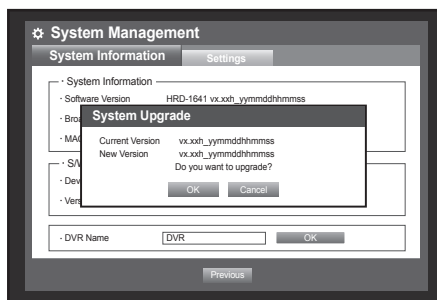 System Management
System Information
Settings
· System Information
· Software Version HRD-1641 vx.xxh_yymmddhhmmss
· Broa
System Upgrade
· MAC
Current Version vx.xxh_yymmddhhmmss
New Version vx.xxh_yymmddhhmmss
Do you want to upgrade?
· Dev
OK
Cancel
· Vers
· DVR Name
DVR
OK
Previous